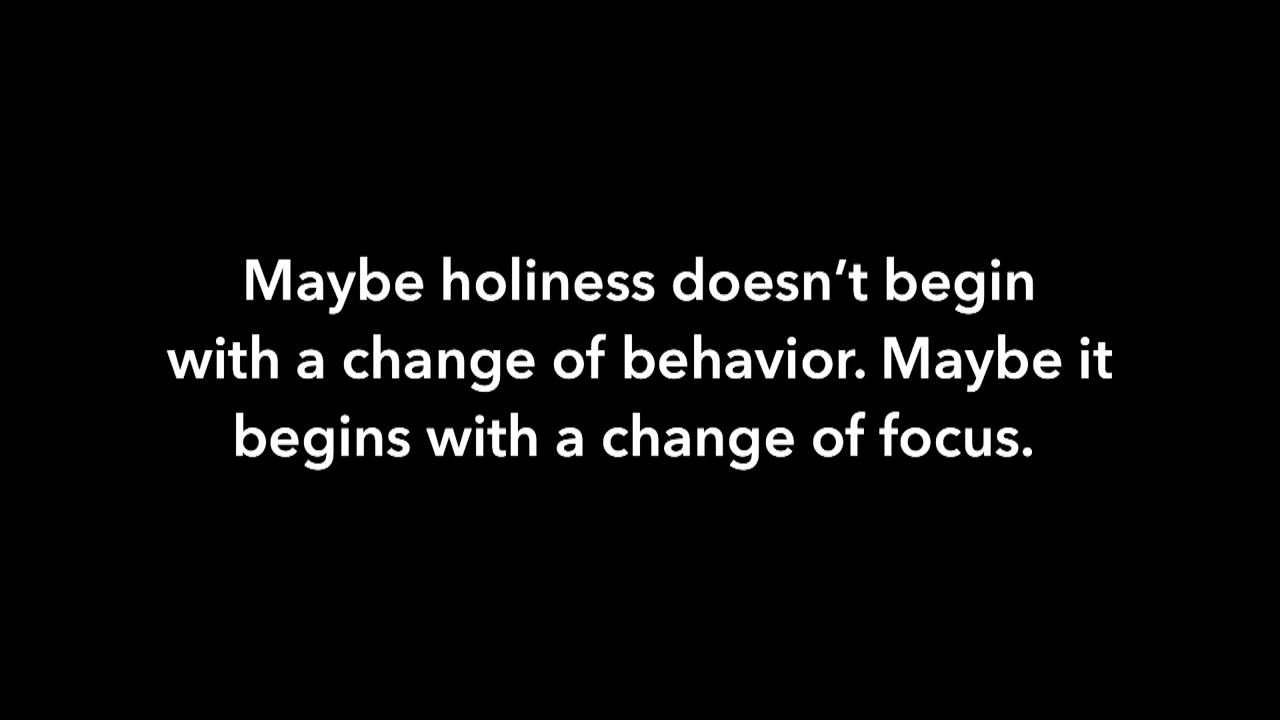 Maybe holiness doesn’t begin
with a change of behavior. Maybe it
begins with a change of focus.